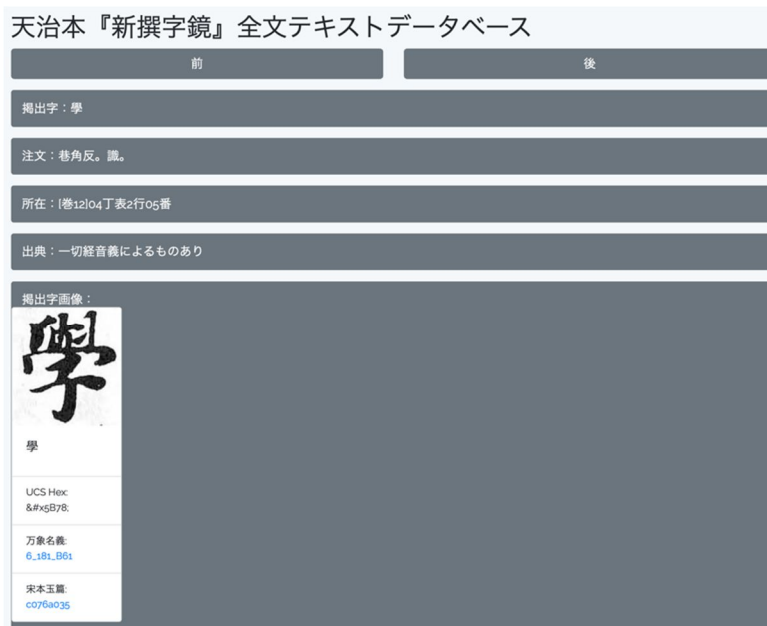 天治本『新撰字鏡』全文テキストデータベース
前
後
掲出字：學
注文：巷角反。識。
所在：[巻12]04丁表2行05番
出典：一切経音義によるものあり
掲出字画像：
學
學
UCS Hex:
&#x5B78;
万象名義:
6_181_B61
宋本玉篇:
c076a035